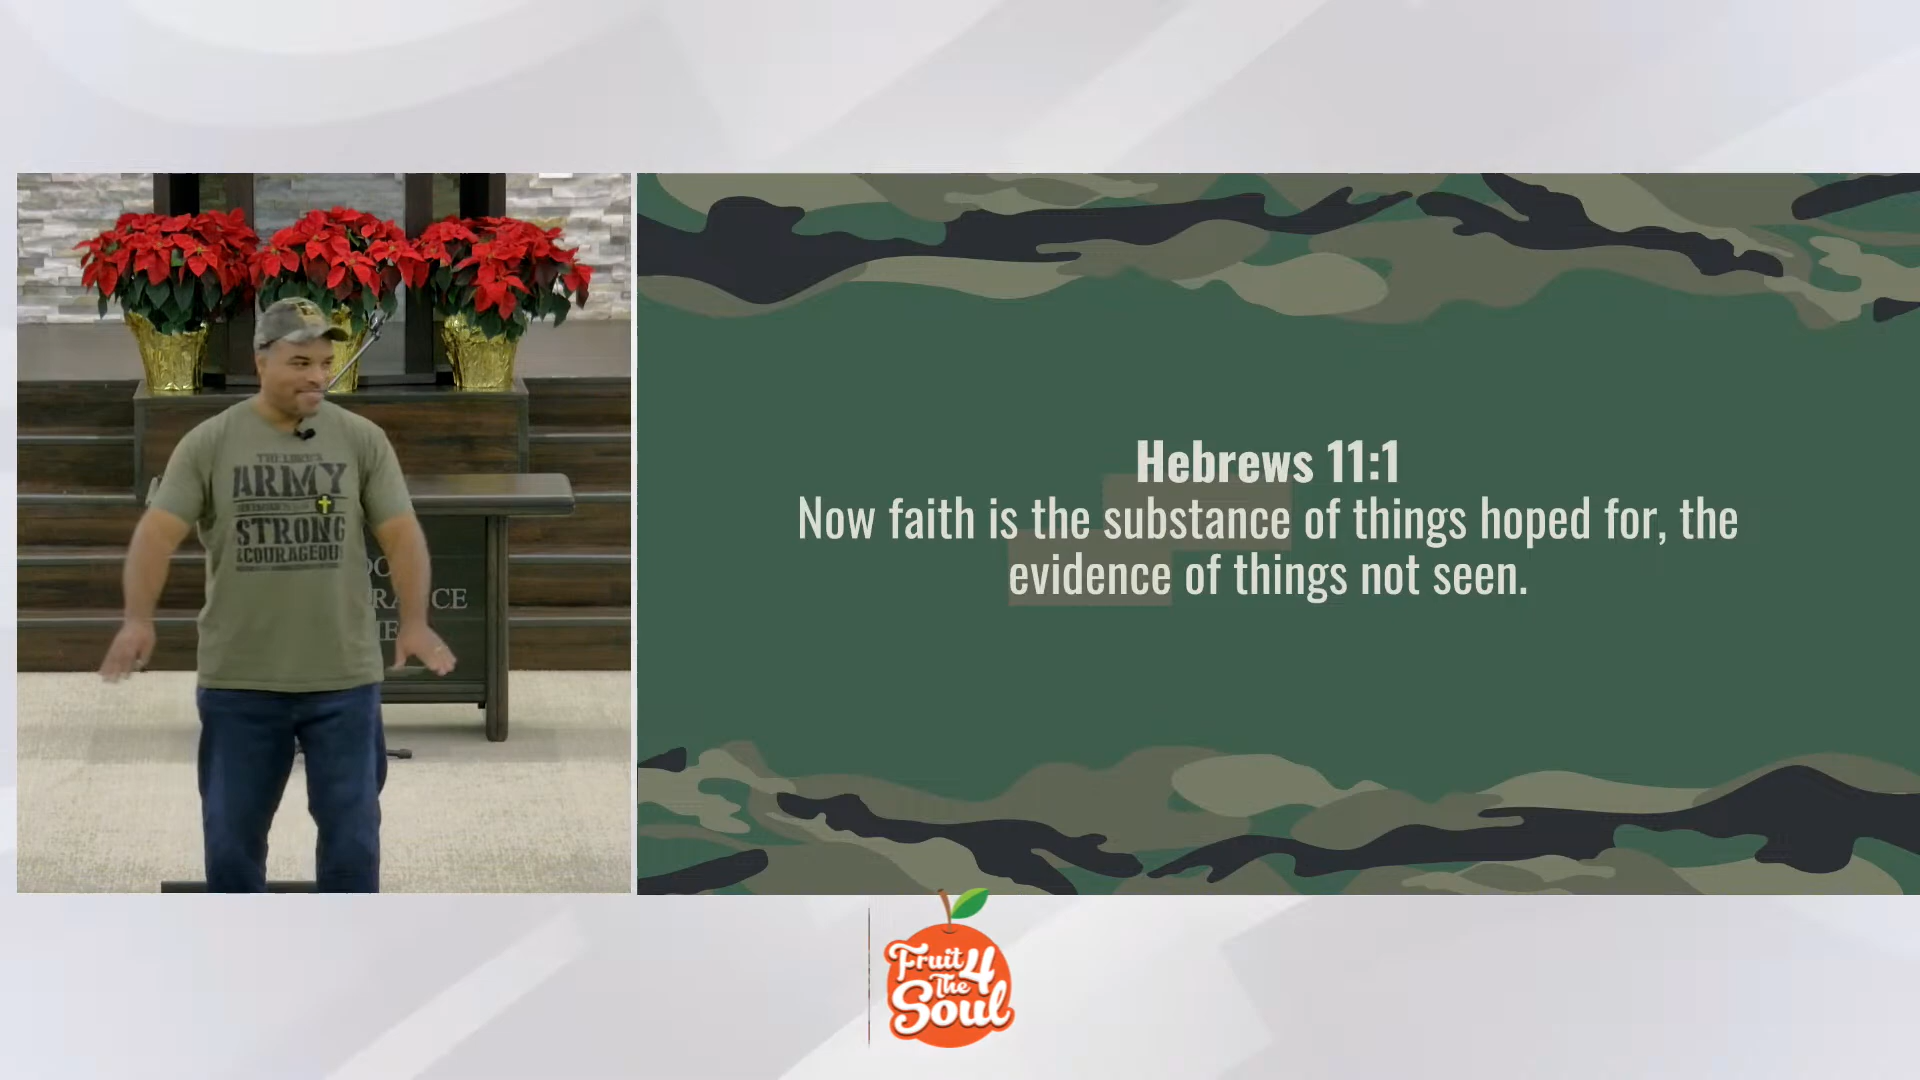 ARMY
STRONG
& COURAGEOUS
Hebrews 11:1
Now faith is the substance of things hoped for, the
evidence of things not seen.
Fruit 4
The
Soul